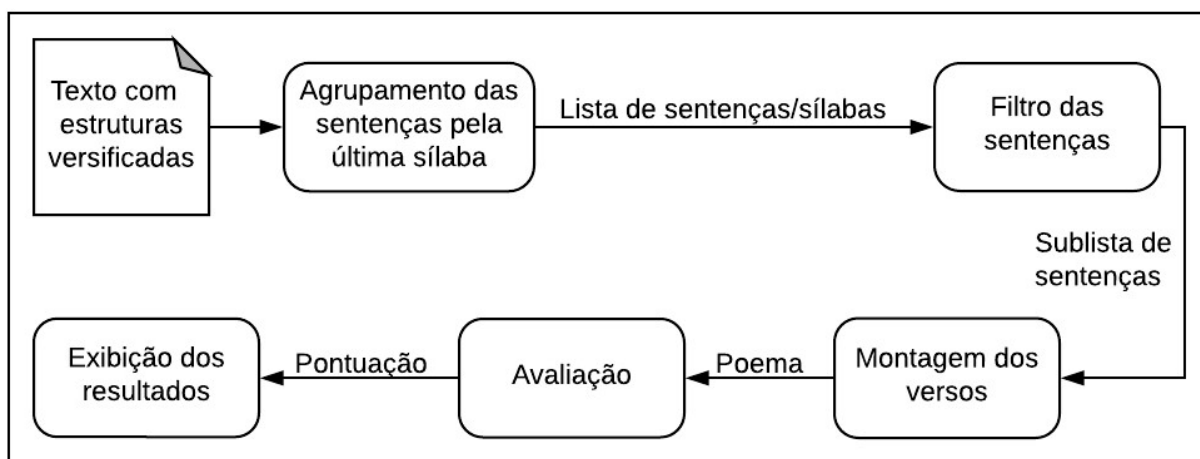 Texto com
estruturas
versificadas
Agrupamento das
sentenças pela
última sílaba
Lista de sentenças/sílabas
Filtro das
sentenças
Sublista de
sentenças
Montagem dos
versos
Poema
Avaliação
Pontuação
Exibição dos
resultados